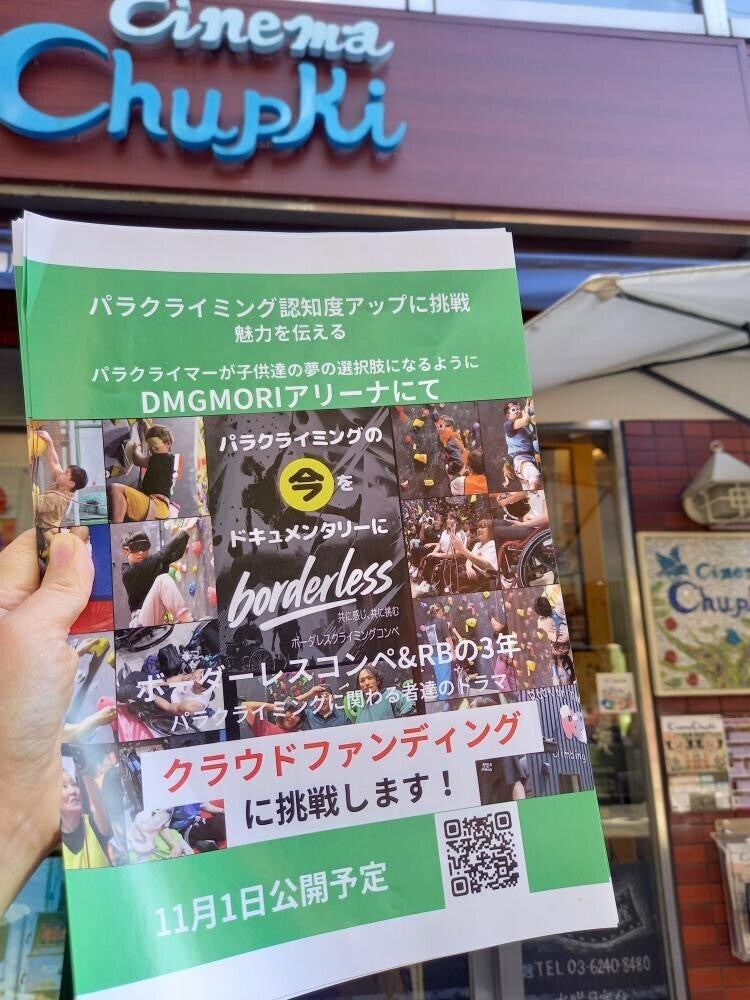 Cinema
Chupki
パラクライミング認知度アップに挑戦
魅力を伝える
パラクライマーが子供達の夢の選択肢になるように
DMGMORIアリーナにて
パラクライミングの
今を
ドキュメンタリーに
borderless
共に感じ、共に挑む
ボーダレスクライミングコンペ
ボーダーレスコンペ&RBの3年
パラクライミングに関わる者達のドラマ
クラウドファンディング
に挑戦します！
11月1日公開予定
climbing
Cinema
Chup
TEL 03-6240-8480